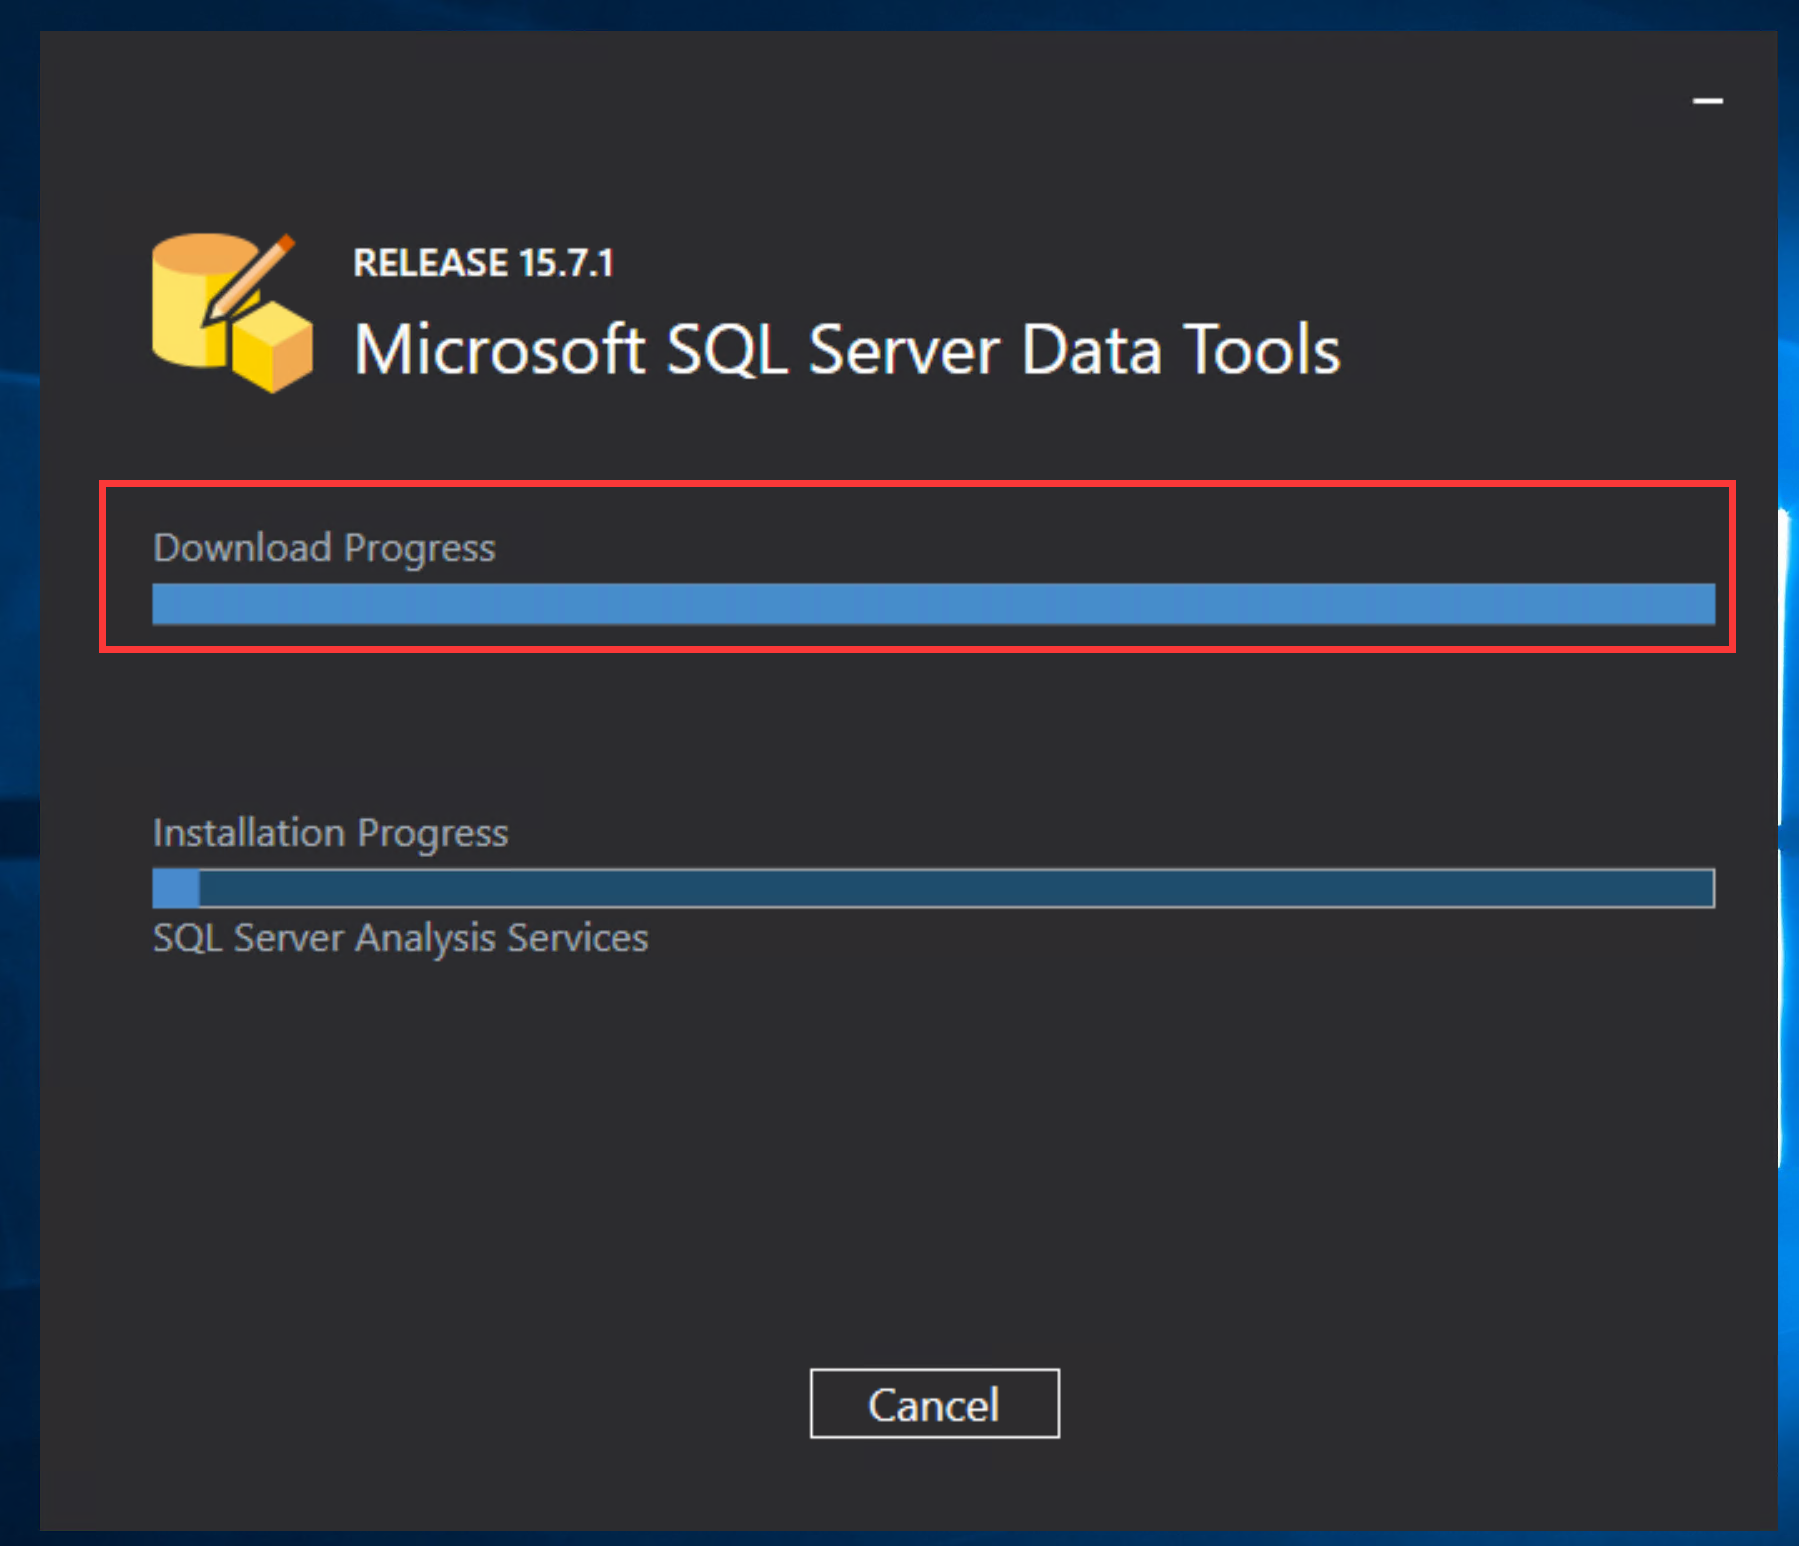 RELEASE 15.7.1
Microsoft SQL Server Data Tools
Download Progress
Installation Progress
SQL Server Analysis Services
Cancel